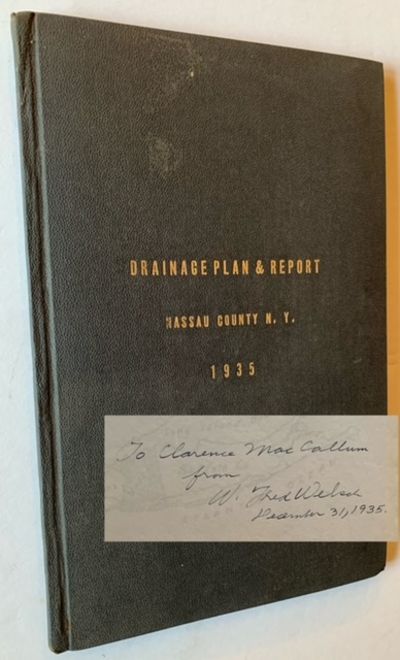 DRAINAGE PLAN & REPORT
NASSAU COUNTY N. Y.
1935
To Clarence MacCallum
from
W. Fred Welsch
December 31, 1935.